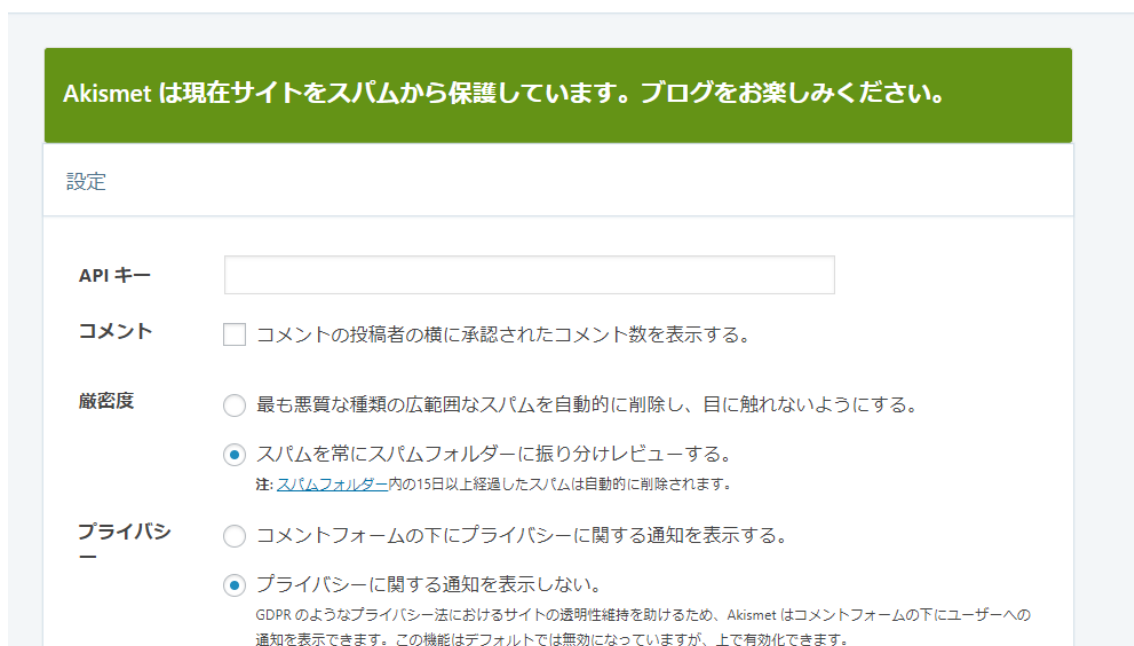 Akismet は現在サイトをスパムから保護しています。ブログをお楽しみください。
設定
API キー
コメント
コメントの投稿者の横に承認されたコメント数を表示する。
厳密度
最も悪質な種類の広範囲なスパムを自動的に削除し、目に触れないようにする。
スパムを常にスパムフォルダーに振り分けレビューする。
注: スパムフォルダー内の15日以上経過したスパムは自動的に削除されます。
プライバシ
ー
コメントフォームの下にプライバシーに関する通知を表示する。
プライバシーに関する通知を表示しない。
GDPR のようなプライバシー法におけるサイトの透明性維持を助けるため、Akismet はコメントフォームの下にユーザーへの
通知を表示できます。この機能はデフォルトでは無効になっていますが、上で有効化できます。